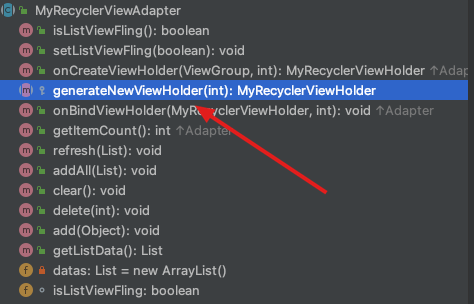 MyRecyclerViewAdapter
isListViewFling(): boolean
setListViewFling(boolean): void
onCreateViewHolder(ViewGroup, int): MyRecyclerViewHolder ↑Adapter
generateNewViewHolder(int): MyRecyclerViewHolder
onBindViewHolder(MyRecyclerViewHolder, int): void ↑Adapter
getItemCount(): int ↑Adapter
refresh(List): void
addAll(List): void
clear(): void
delete(int): void
add(Object): void
getListData(): List
datas: List = new ArrayList()
isListViewFling: boolean